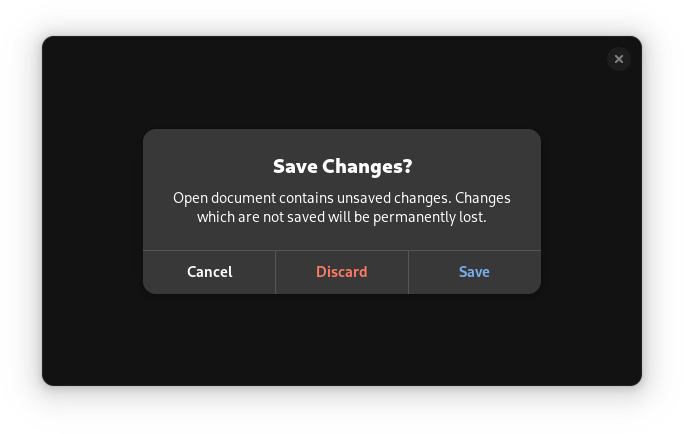 Save Changes?
Open document contains unsaved changes. Changes
which are not saved will be permanently lost.
Cancel
Discard
Save